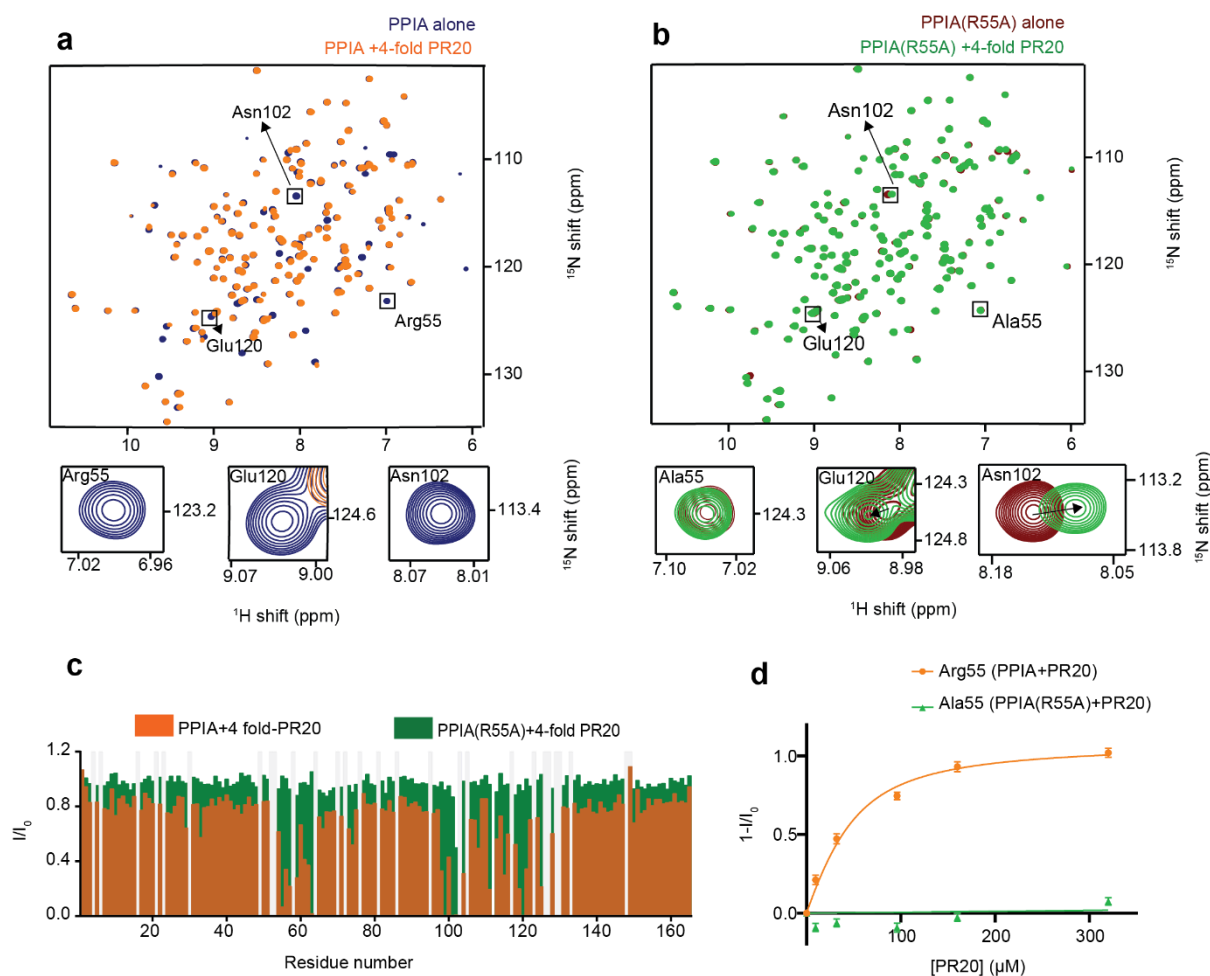 a
PPIA alone
PPIA +4-fold PR20
Asn102
Arg55
Glu120
110
120
130
¹⁵N shift (ppm)
10 9 8 7 6
Arg55
123.2
7.02 6.96
Glu120
124.6
9.07 9.00
Asn102
113.4
8.07 8.01
¹⁵N shift (ppm)
¹H shift (ppm)
b
PPIA(R55A) alone
PPIA(R55A) +4-fold PR20
Asn102
Ala55
Glu120
110
120
130
¹⁵N shift (ppm)
10 9 8 7 6
Ala55
124.3
7.10 7.02
Glu120
124.3
124.8
9.06 8.98
Asn102
113.2
113.8
8.18 8.05
¹⁵N shift (ppm)
¹H shift (ppm)
c
PPIA+4 fold-PR20
PPIA(R55A)+4-fold PR20
1.2
0.8
0.4
0.0
I/I₀
20 40 60 80 100 120 140 160
Residue number
d
Arg55 (PPIA+PR20)
Ala55 (PPIA(R55A)+PR20)
1.0
0.5
0.0
1-I/I₀
100 200 300
[PR20] (µM)